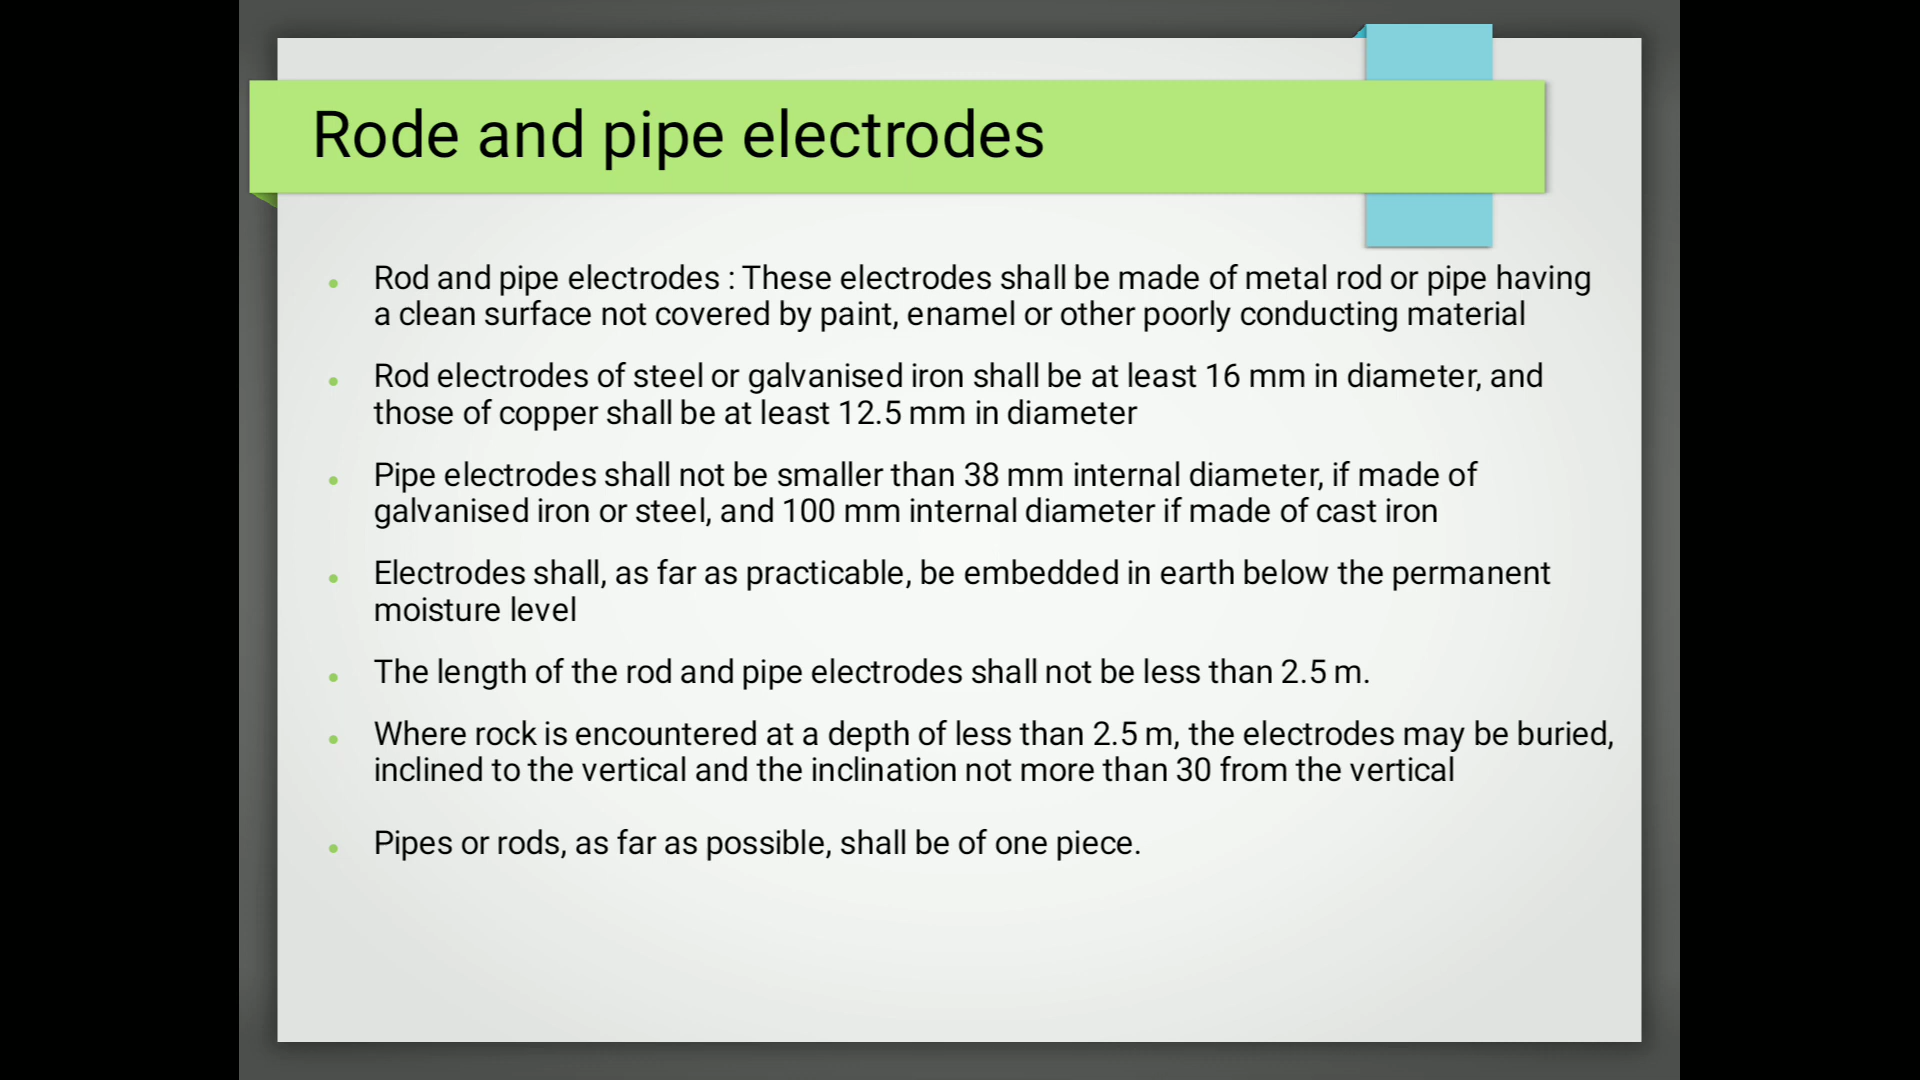 Rode and pipe electrodes
Rod and pipe electrodes : These electrodes shall be made of metal rod or pipe having
a clean surface not covered by paint, enamel or other poorly conducting material
Rod electrodes of steel or galvanised iron shall be at least 16 mm in diameter, and
those of copper shall be at least 12.5 mm in diameter
Pipe electrodes shall not be smaller than 38 mm internal diameter, if made of
galvanised iron or steel, and 100 mm internal diameter if made of cast iron
Electrodes shall, as far as practicable, be embedded in earth below the permanent
moisture level
The length of the rod and pipe electrodes shall not be less than 2.5 m.
Where rock is encountered at a depth of less than 2.5 m, the electrodes may be buried,
inclined to the vertical and the inclination not more than 30 from the vertical
Pipes or rods, as far as possible, shall be of one piece.